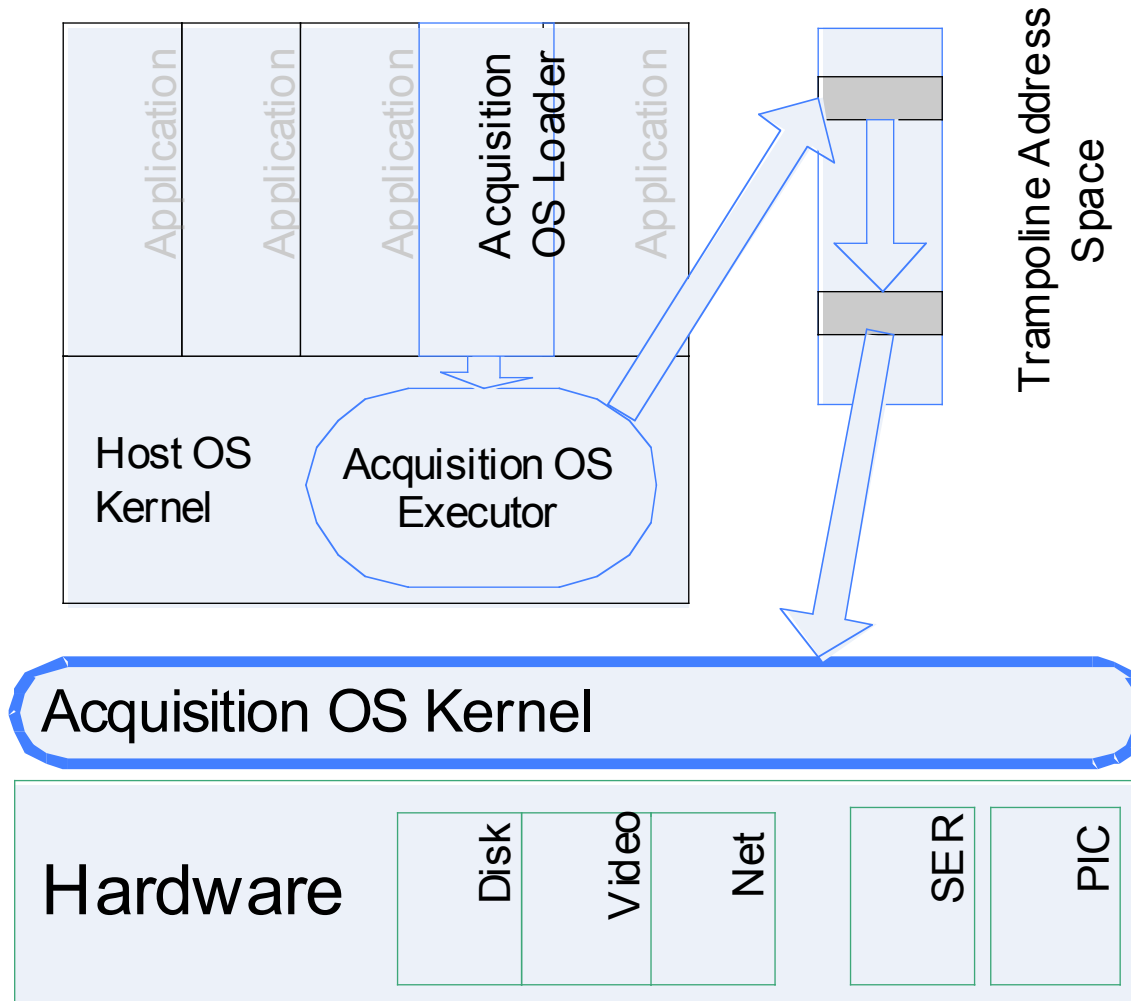 Application
Application
Application
Acquisition
OS Loader
Application
Trampoline Address
Space
Host OS
Kernel
Acquisition OS
Executor
Acquisition OS Kernel
Hardware
Disk
Video
Net
SER
PIC